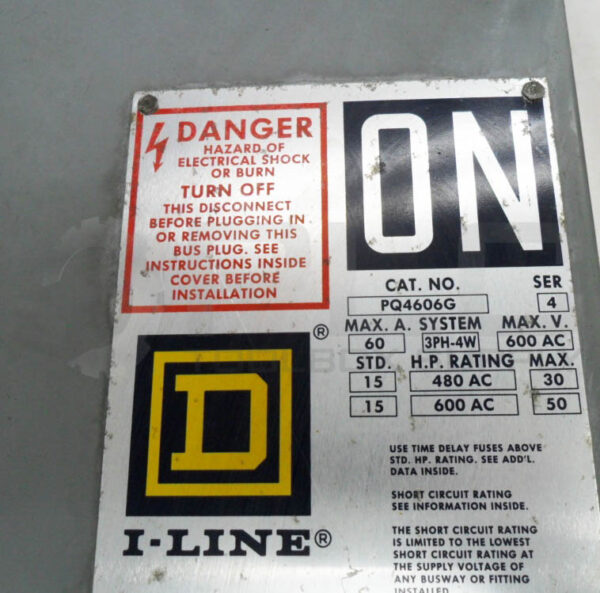 DANGER
HAZARD OF
ELECTRICAL SHOCK
OR BURN
TURN OFF
THIS DISCONNECT
BEFORE PLUGGING IN
OR REMOVING THIS
BUS PLUG. SEE
INSTRUCTIONS INSIDE
COVER BEFORE
INSTALLATION
ON
CAT. NO. SER
PQ4606G 4
MAX. A. SYSTEM MAX. V.
60 3PH-4W 600 AC
STD. H.P. RATING MAX.
15 480 AC 30
15 600 AC 50
D ®
I-LINE®
USE TIME DELAY FUSES ABOVE
STD. HP. RATING. SEE ADD'L.
DATA INSIDE.
SHORT CIRCUIT RATING
SEE INFORMATION INSIDE.
THE SHORT CIRCUIT RATING
IS LIMITED TO THE LOWEST
SHORT CIRCUIT RATING AT
THE SUPPLY VOLTAGE OF
ANY BUSWAY OR FITTING
INSTALLED